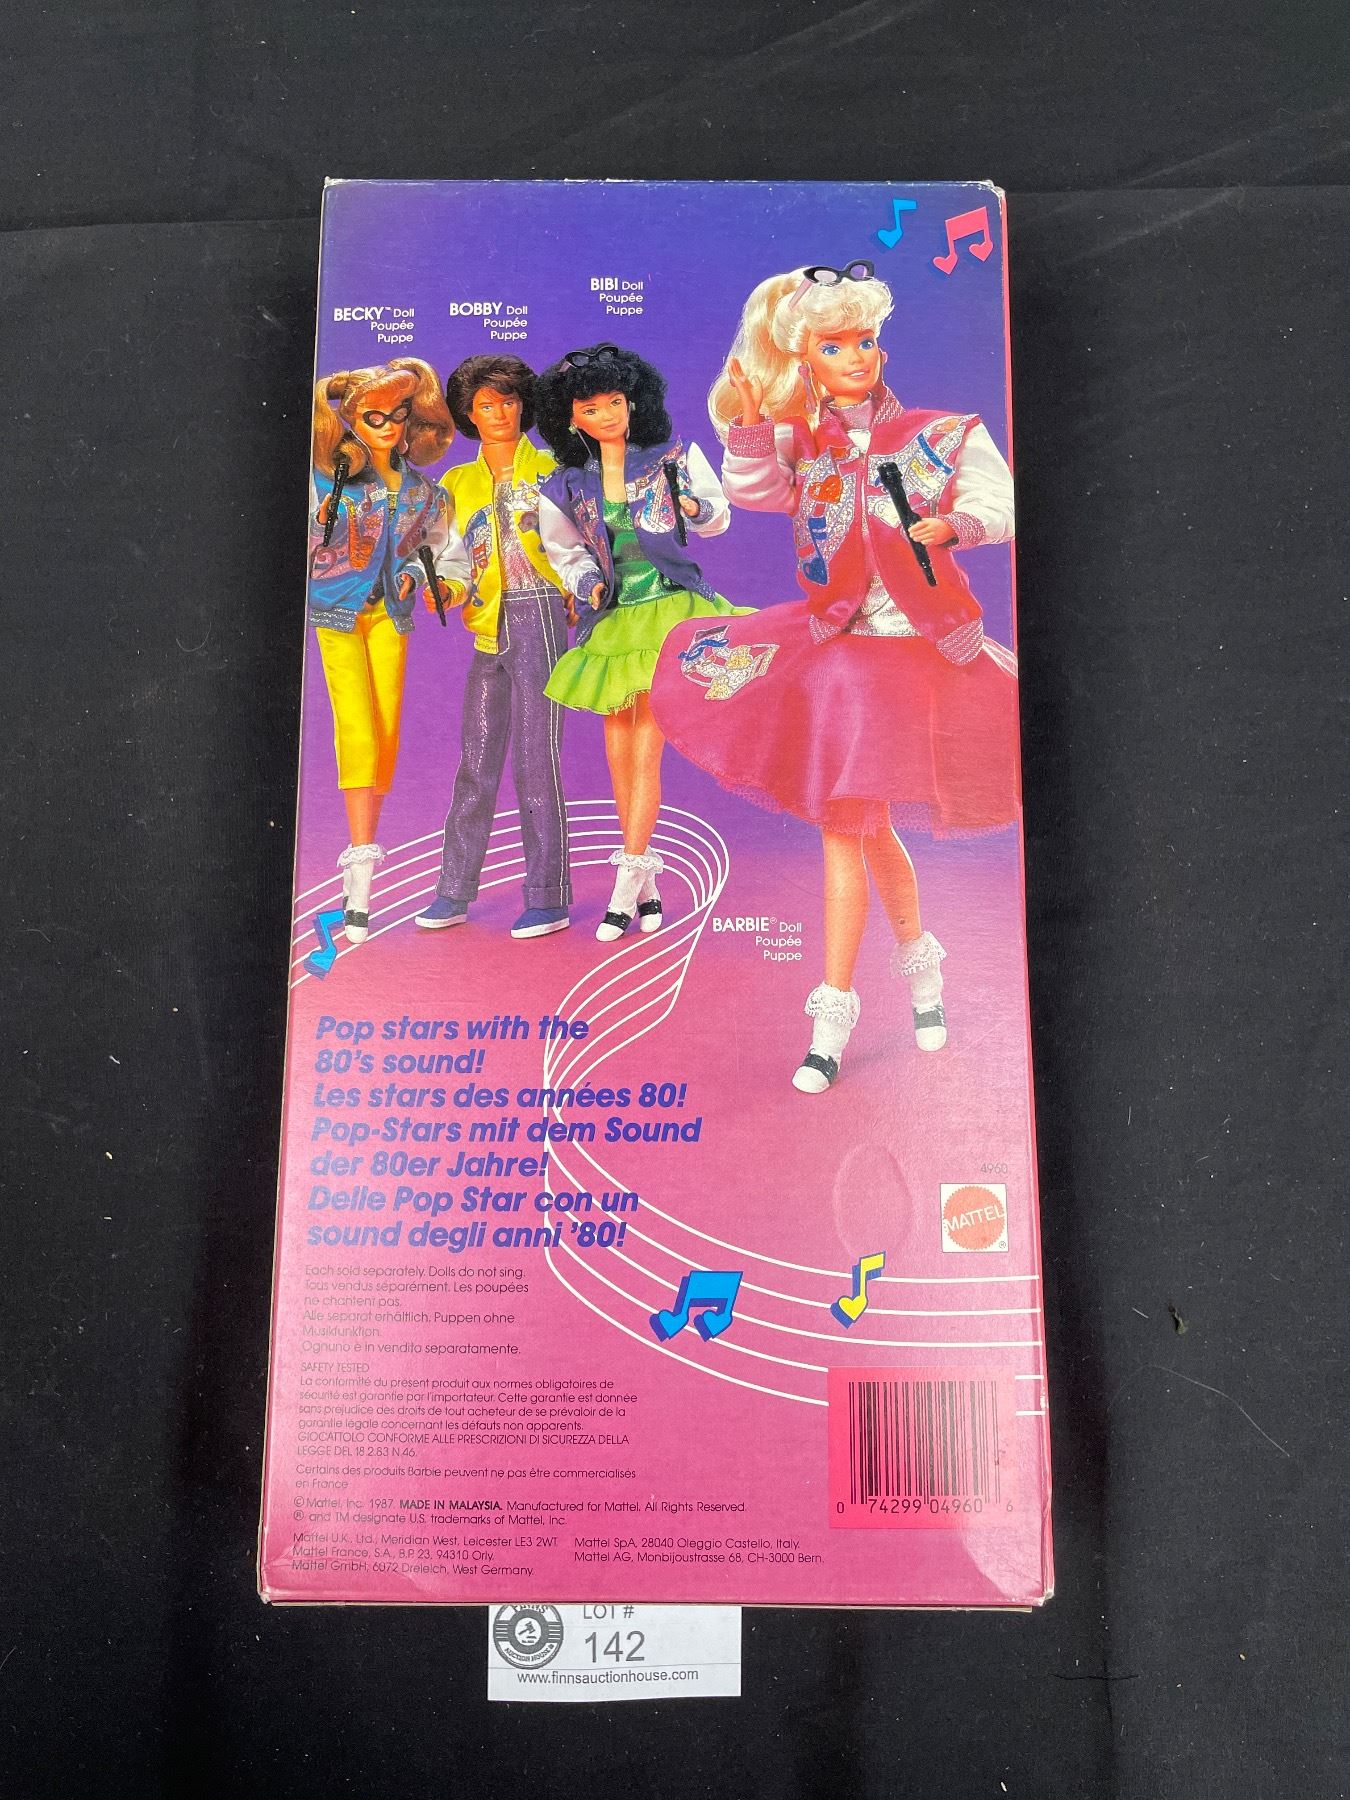 BIBI Doll
Poupée
Puppe
BECKY™ Doll
Poupée
Puppe
BOBBY Doll
Poupée
Puppe
BARBIE® Doll
Poupée
Puppe
Pop stars with the
80's sound!
Les stars des années 80!
Pop-Stars mit dem Sound
der 80er Jahre!
Delle Pop Star con un
sound degli anni '80!
4960
MATTEL
®
Each sold separately. Dolls do not sing.
Tous vendus séparément. Les poupées
ne chantent pas.
Alle separat erhältlich. Puppen ohne
Musikfunktion.
Ognuno è in vendita separatamente.
SAFETY TESTED
La conformité du présent produit aux normes obligatoires de
sécurité est garantie par l'importateur. Cette garantie est donnée
sans préjudice des droits de tout acheteur de se prévaloir de la
garantie légale concernant les défauts non apparents.
GIOCATTOLO CONFORME ALLE PRESCRIZIONI DI SICUREZZA DELLA
LEGGE DEL 18.2.83 N.46.
Certains des produits Barbie peuvent ne pas être commercialisés
en France
© Mattel, Inc. 1987. MADE IN MALAYSIA. Manufactured for Mattel. All Rights Reserved.
® and TM designate U.S. trademarks of Mattel, Inc.
Mattel U.K., Ltd., Meridian West, Leicester LE3 2WT
Mattel France, S.A., B.P. 23, 94310 Orly.
Mattel GmbH, 6072 Dreieich, West Germany.
Mattel SpA, 28040 Oleggio Castello, Italy.
Mattel AG, Monbijoustrasse 68, CH-3000 Bern.
0 74299 04960 6
LOT #
142
AUCTION HOUSE
www.finnsauctionhouse.com